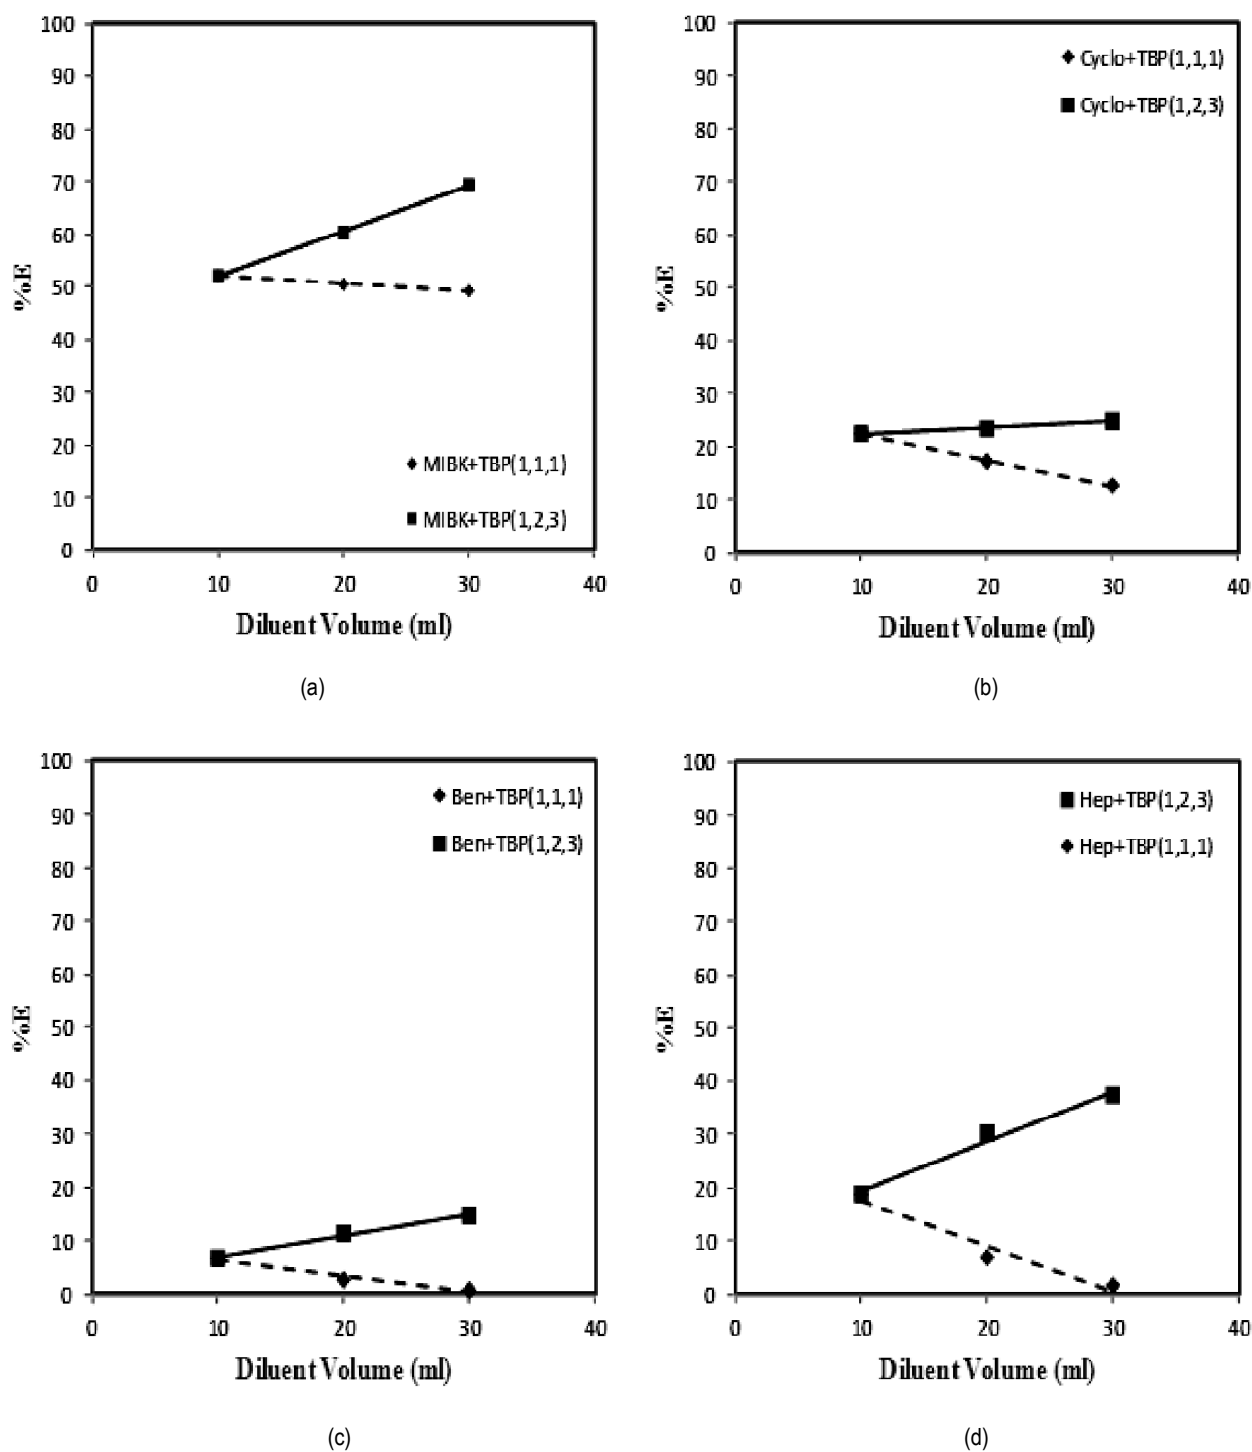 100
90
80
70
60
50
40
30
20
10
0
%E
MIBK+TBP(1,1,1)
MIBK+TBP(1,2,3)
0 10 20 30 40
Diluent Volume (ml)
(a)
100
90
80
70
60
50
40
30
20
10
0
%E
Cyclo+TBP(1,1,1)
Cyclo+TBP(1,2,3)
0 10 20 30 40
Diluent Volume (ml)
(b)
100
90
80
70
60
50
40
30
20
10
0
%E
Ben+TBP(1,1,1)
Ben+TBP(1,2,3)
0 10 20 30 40
Diluent Volume (ml)
(c)
100
90
80
70
60
50
40
30
20
10
0
%E
Hep+TBP(1,2,3)
Hep+TBP(1,1,1)
0 10 20 30 40
Diluent Volume (ml)
(d)